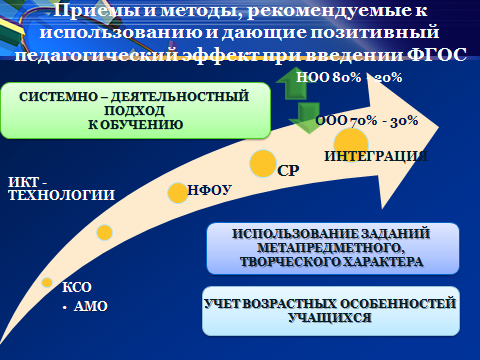 Приемы и методы, рекомендуемые к
использованию и дающие позитивный
педагогический эффект при введении ФГОС
НОО 80% - 20%
СИСТЕМНО – ДЕЯТЕЛЬНОСТНЫЙ
ПОДХОД
К ОБУЧЕНИЮ
ООО 70% - 30%
ИНТЕГРАЦИЯ
СР
ИКТ -
ТЕХНОЛОГИИ
НФОУ
ИСПОЛЬЗОВАНИЕ ЗАДАНИЙ
МЕТАПРЕДМЕТНОГО,
ТВОРЧЕСКОГО ХАРАКТЕРА
КСО
• АМО
УЧЕТ ВОЗРАСТНЫХ ОСОБЕННОСТЕЙ
УЧАЩИХСЯ